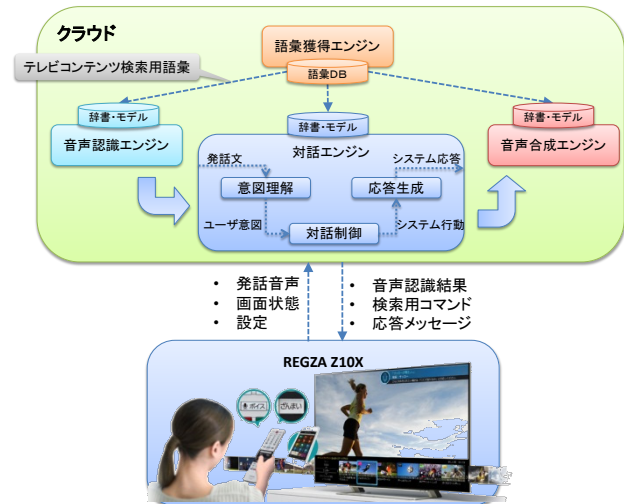 クラウド
語彙獲得エンジン
語彙DB
テレビコンテンツ検索用語彙
辞書・モデル
音声認識エンジン
辞書・モデル
対話エンジン
辞書・モデル
音声合成エンジン
発話文
システム応答
意図理解
応答生成
ユーザ意図
対話制御
システム行動
• 発話音声
• 画面状態
• 設定
• 音声認識結果
• 検索用コマンド
• 応答メッセージ
REGZA Z10X
ボイス
ざんまい